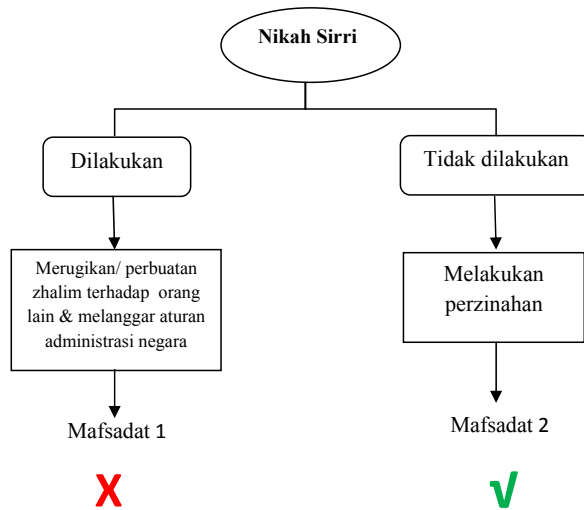 Nikah Sirri
Dilakukan
Tidak dilakukan
Merugikan/ perbuatan
zhalim terhadap orang
lain & melanggar aturan
administrasi negara
Melakukan
perzinahan
Mafsadat 1
Mafsadat 2
X
√